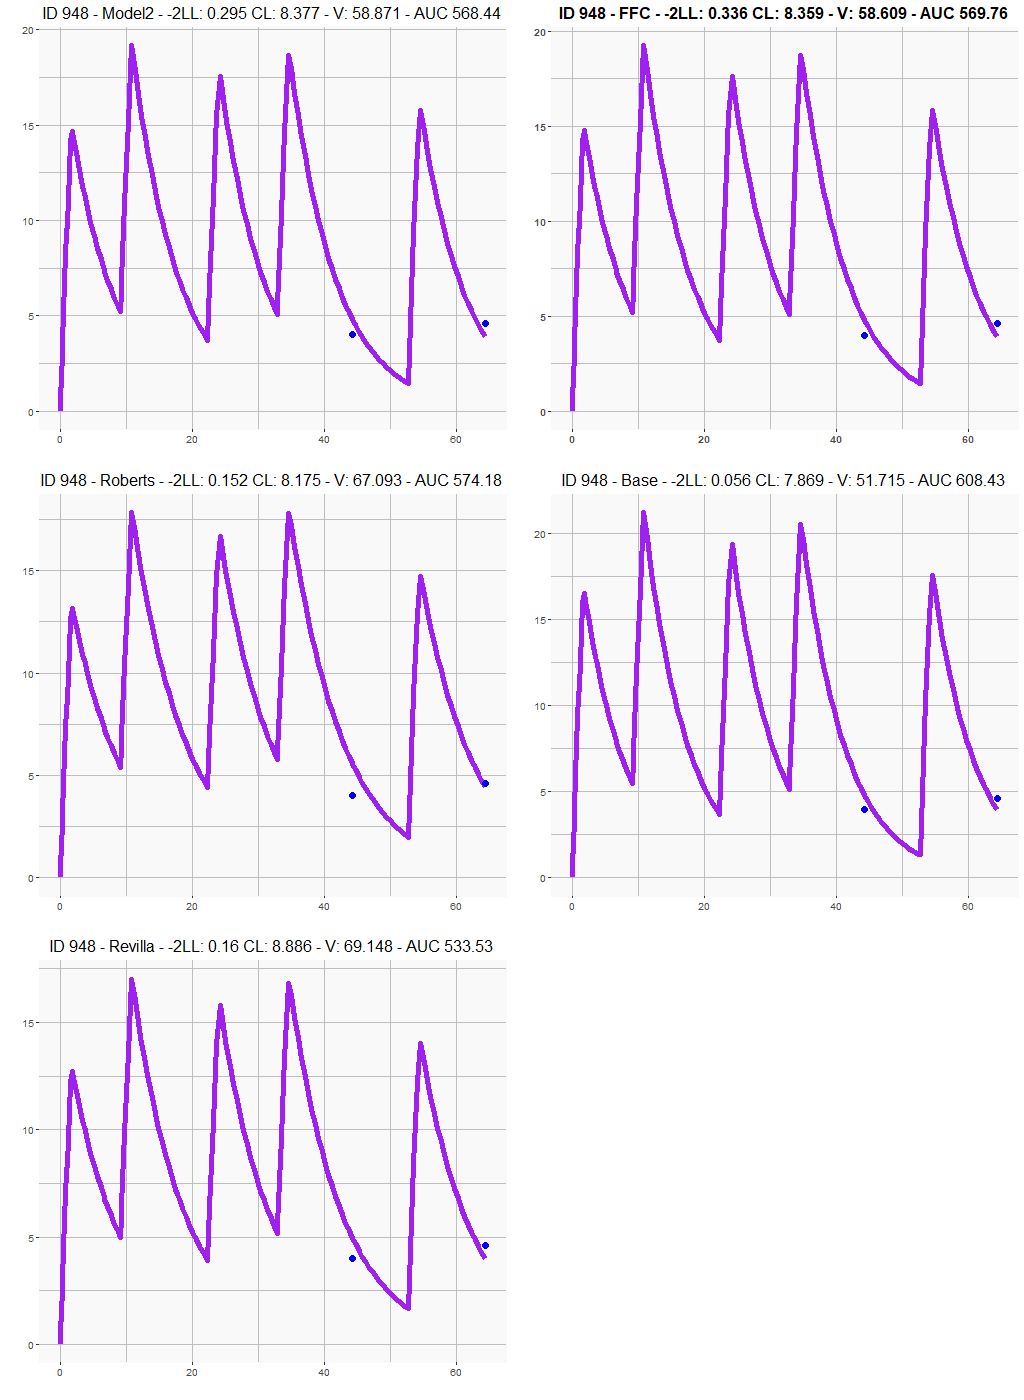 ID 948 - Model2 - -2LL: 0.295 CL: 8.377 - V: 58.871 - AUC 568.44
20
15
10
5
0
0 20 40 60
ID 948 - FFC - -2LL: 0.336 CL: 8.359 - V: 58.609 - AUC 569.76
20
15
10
5
0
0 20 40 60
ID 948 - Roberts - -2LL: 0.152 CL: 8.175 - V: 67.093 - AUC 574.18
15
10
5
0
0 20 40 60
ID 948 - Base - -2LL: 0.056 CL: 7.869 - V: 51.715 - AUC 608.43
20
15
10
5
0
0 20 40 60
ID 948 - Revilla - -2LL: 0.16 CL: 8.886 - V: 69.148 - AUC 533.53
15
10
5
0
0 20 40 60